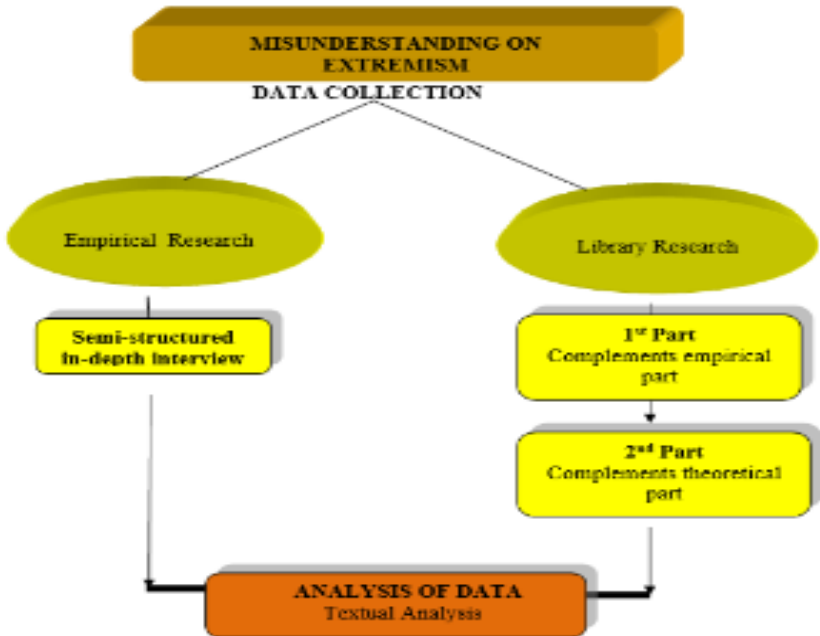 MISUNDERSTANDING ON
EXTREMISM
DATA COLLECTION
Empirical Research
Library Research
Semi-structured
in-depth interview
1st Part
Complements empirical
part
2nd Part
Complements theoretical
part
ANALYSIS OF DATA
Textual Analysis